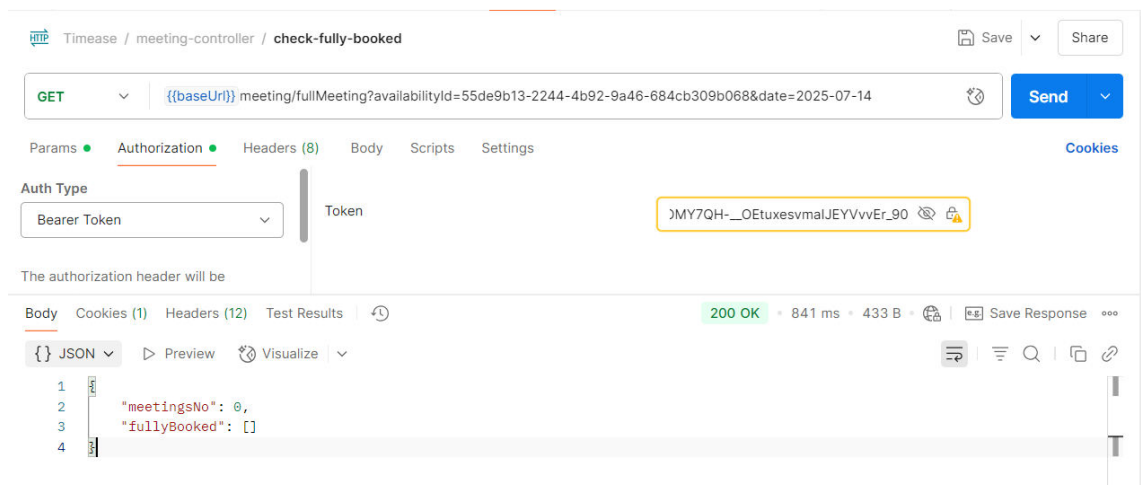 HTTP Timease / meeting-controller / check-fully-booked Save Share
GET {{baseUrl}} meeting/fullMeeting?availabilityId=55de9b13-2244-4b92-9a46-684cb309b068&date=2025-07-14 Send
Params Authorization Headers (8) Body Scripts Settings Cookies
Auth Type
Bearer Token
Token
The authorization header will be
Body Cookies (1) Headers (12) Test Results 200 OK 841 ms 433 B e.g. Save Response
{} JSON Preview Visualize
1 {
2 "meetingsNo": 0,
3 "fullyBooked": []
4 }